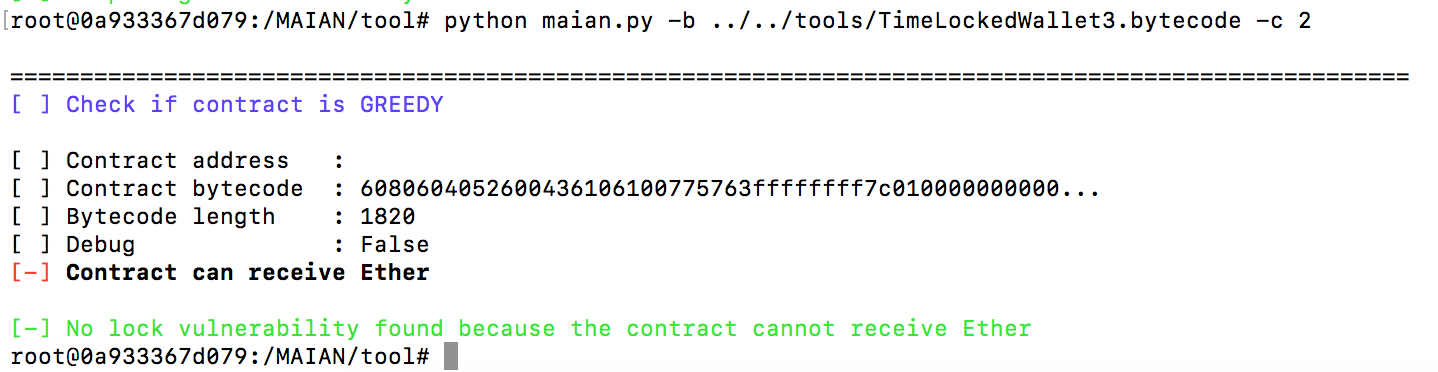 [root@0a933367d079:/MAIAN/tool# python maian.py -b ../../tools/TimeLockedWallet3.bytecode -c 2
====================================================================================================
[ ] Check if contract is GREEDY
[ ] Contract address   :
[ ] Contract bytecode  : 6080604052600436106100775763ffffffff7c010000000000...
[ ] Bytecode length    : 1820
[ ] Debug              : False
[-] Contract can receive Ether
[-] No lock vulnerability found because the contract cannot receive Ether
root@0a933367d079:/MAIAN/tool#